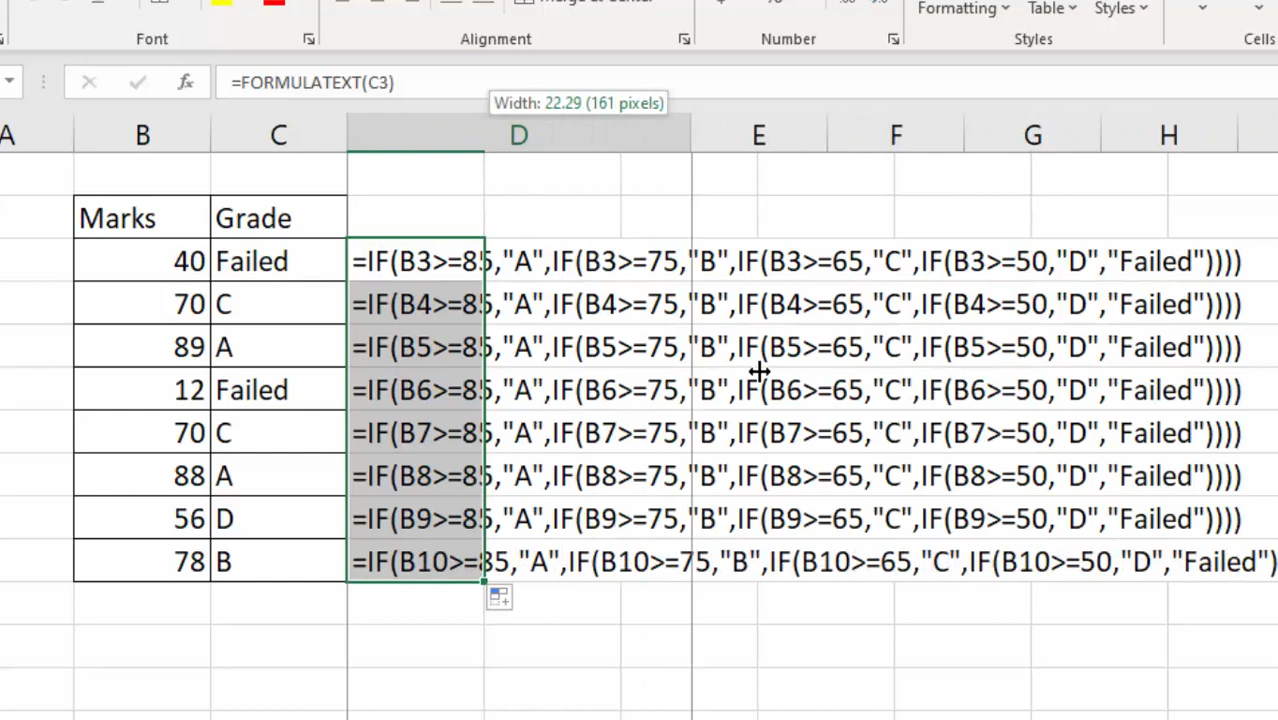 Formatting Table Styles
Font Alignment Number Styles Cells
fx =FORMULATEXT(C3)
Width: 22.29 (161 pixels)
A B C D E F G H
Marks Grade
40 Failed =IF(B3>=85,"A",IF(B3>=75,"B",IF(B3>=65,"C",IF(B3>=50,"D","Failed"))))
70 C =IF(B4>=85,"A",IF(B4>=75,"B",IF(B4>=65,"C",IF(B4>=50,"D","Failed"))))
89 A =IF(B5>=85,"A",IF(B5>=75,"B",IF(B5>=65,"C",IF(B5>=50,"D","Failed"))))
12 Failed =IF(B6>=85,"A",IF(B6>=75,"B",IF(B6>=65,"C",IF(B6>=50,"D","Failed"))))
70 C =IF(B7>=85,"A",IF(B7>=75,"B",IF(B7>=65,"C",IF(B7>=50,"D","Failed"))))
88 A =IF(B8>=85,"A",IF(B8>=75,"B",IF(B8>=65,"C",IF(B8>=50,"D","Failed"))))
56 D =IF(B9>=85,"A",IF(B9>=75,"B",IF(B9>=65,"C",IF(B9>=50,"D","Failed"))))
78 B =IF(B10>=85,"A",IF(B10>=75,"B",IF(B10>=65,"C",IF(B10>=50,"D","Failed")